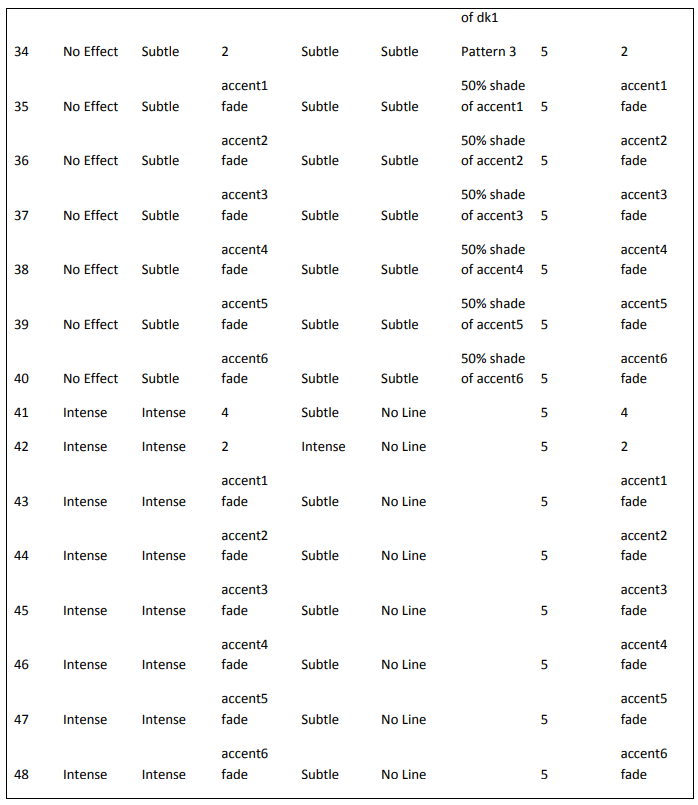 of dk1
34 No Effect Subtle 2 Subtle Subtle Pattern 3 5 2
accent1 50% shade accent1
35 No Effect Subtle fade Subtle Subtle of accent1 5 fade
accent2 50% shade accent2
36 No Effect Subtle fade Subtle Subtle of accent2 5 fade
accent3 50% shade accent3
37 No Effect Subtle fade Subtle Subtle of accent3 5 fade
accent4 50% shade accent4
38 No Effect Subtle fade Subtle Subtle of accent4 5 fade
accent5 50% shade accent5
39 No Effect Subtle fade Subtle Subtle of accent5 5 fade
accent6 50% shade accent6
40 No Effect Subtle fade Subtle Subtle of accent6 5 fade
41 Intense Intense 4 Subtle No Line 5 4
42 Intense Intense 2 Intense No Line 5 2
accent1 accent1
43 Intense Intense fade Subtle No Line 5 fade
accent2 accent2
44 Intense Intense fade Subtle No Line 5 fade
accent3 accent3
45 Intense Intense fade Subtle No Line 5 fade
accent4 accent4
46 Intense Intense fade Subtle No Line 5 fade
accent5 accent5
47 Intense Intense fade Subtle No Line 5 fade
accent6 accent6
48 Intense Intense fade Subtle No Line 5 fade